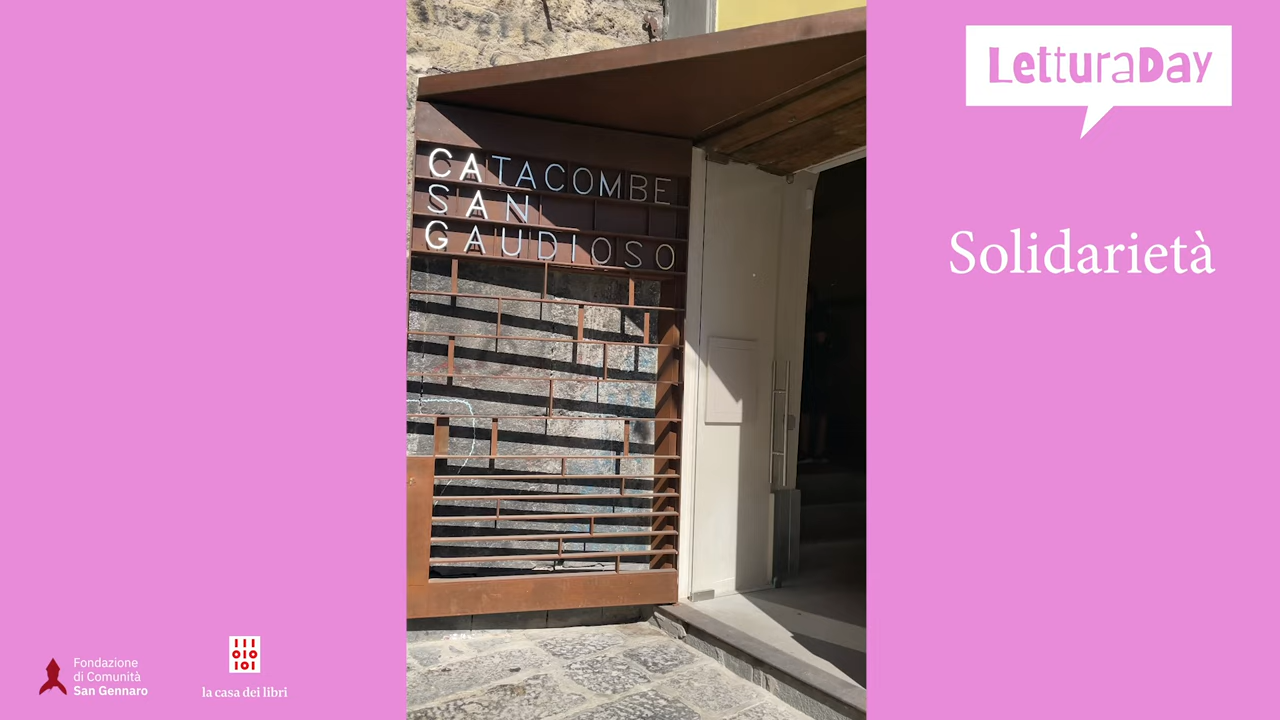 LetturaDay
Solidarietà
CATACOMBE
SAN
GAUDIOSO
Fondazione
di Comunità
San Gennaro
la casa dei libri